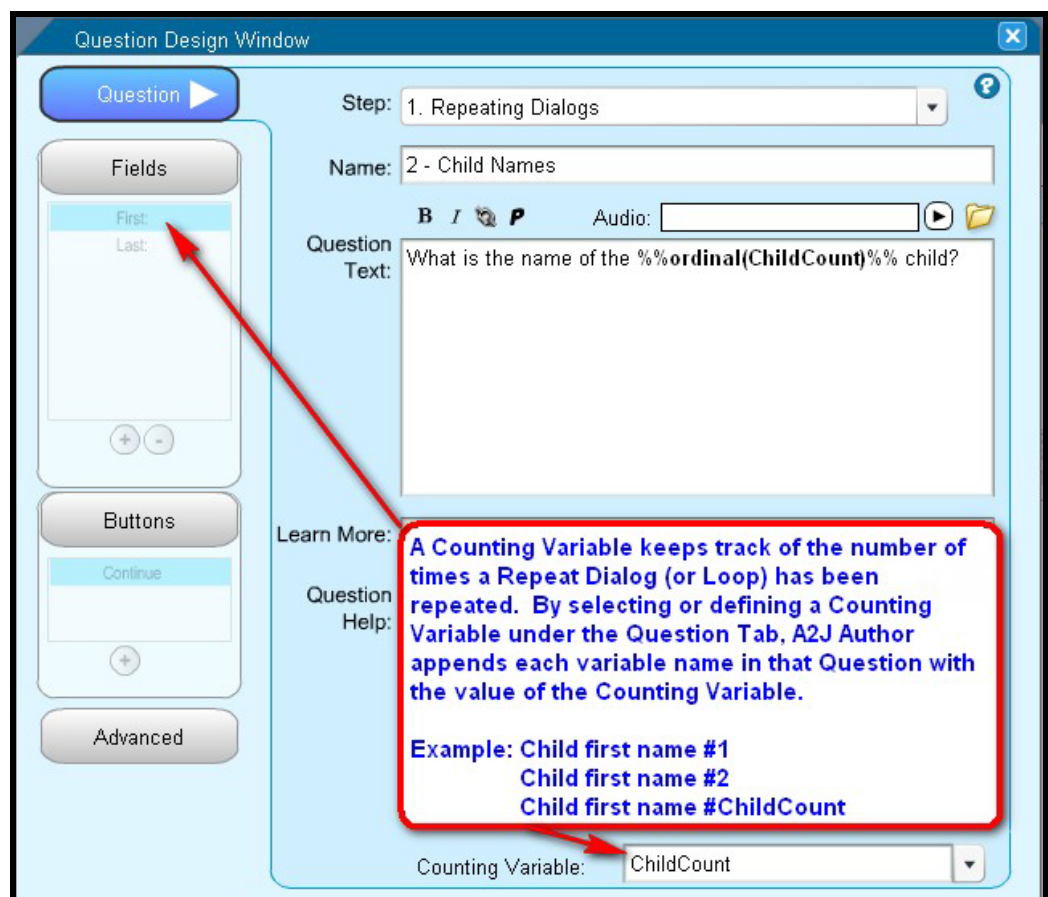 Question Design Window
Question
Step: 1. Repeating Dialogs
Fields
Name: 2 - Child Names
First:
Last:
B I P Audio:
Question Text:
What is the name of the %%ordinal(ChildCount)%% child?
+ -
Buttons
Continue
+
Advanced
Learn More:
Question Help:
A Counting Variable keeps track of the number of
times a Repeat Dialog (or Loop) has been
repeated. By selecting or defining a Counting
Variable under the Question Tab, A2J Author
appends each variable name in that Question with
the value of the Counting Variable.
Example: Child first name #1
Child first name #2
Child first name #ChildCount
Counting Variable: ChildCount